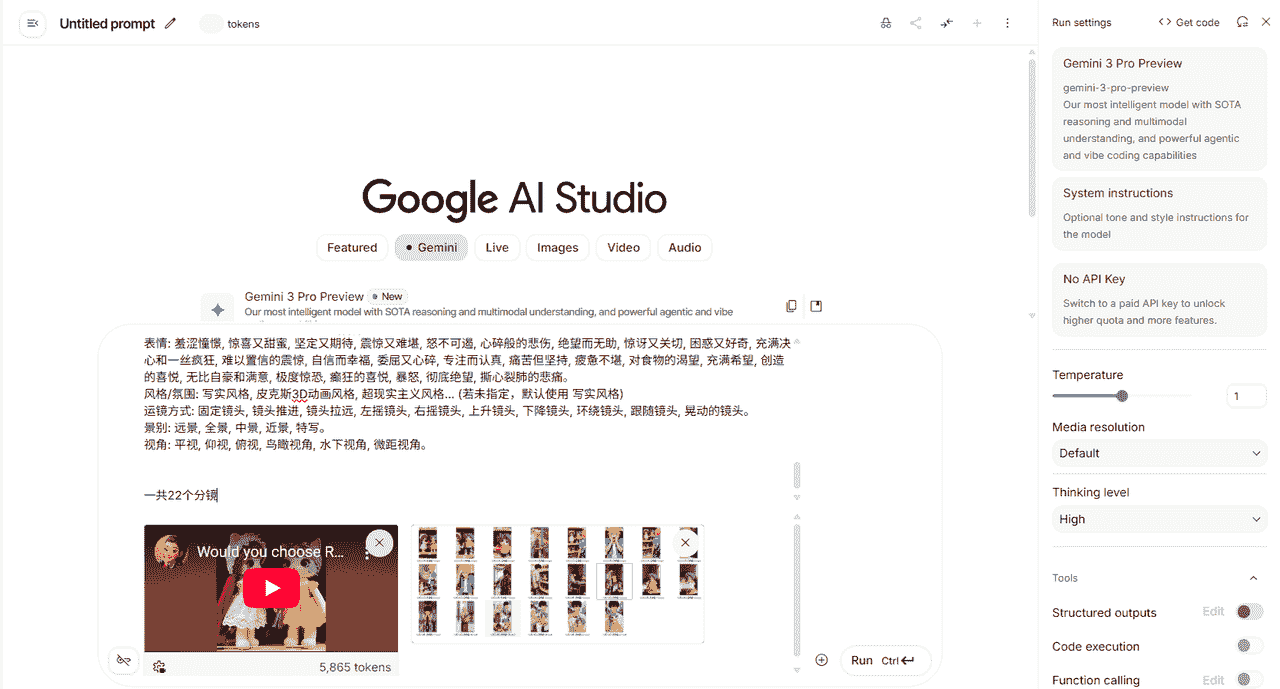 Untitled prompt
tokens
Run settings
Get code
Gemini 3 Pro Preview
gemini-3-pro-preview
Our most intelligent model with SOTA
reasoning and multimodal
understanding, and powerful agentic
and vibe coding capabilities
System instructions
Optional tone and style instructions for
the model
No API Key
Switch to a paid API key to unlock
higher quota and more features.
Temperature
1
Media resolution
Default
Thinking level
High
Tools
Structured outputs
Edit
Code execution
Function calling
Edit
Google AI Studio
Featured
Gemini
Live
Images
Video
Audio
Gemini 3 Pro Preview
New
Our most intelligent model with SOTA reasoning and multimodal understanding, and powerful agentic and vibe
表情: 羞涩憧憬, 惊喜又甜蜜, 坚定又期待, 震惊又难堪, 怒不可遏, 心碎般的悲伤, 绝望而无助, 惊讶又关切, 困惑又好奇, 充满决
心和一丝疯狂, 难以置信的震惊, 自信而幸福, 委屈又心碎, 专注而认真, 痛苦但坚持, 疲惫不堪, 对食物的渴望, 充满希望, 创造
的喜悦, 无比自豪和满意, 极度惊恐, 癫狂的喜悦, 暴怒, 彻底绝望, 撕心裂肺的悲痛。
风格/氛围: 写实风格, 皮克斯3D动画风格, 超现实主义风格... (若未指定，默认使用 写实风格)
运镜方式: 固定镜头, 镜头推进, 镜头拉远, 左摇镜头, 右摇镜头, 上升镜头, 下降镜头, 环绕镜头, 跟随镜头, 晃动的镜头。
景别: 远景, 全景, 中景, 近景, 特写。
视角: 平视, 仰视, 俯视, 鸟瞰视角, 水下视角, 微距视角。
一共22个分镜
Would you choose R...
5,865 tokens
Run
Ctrl